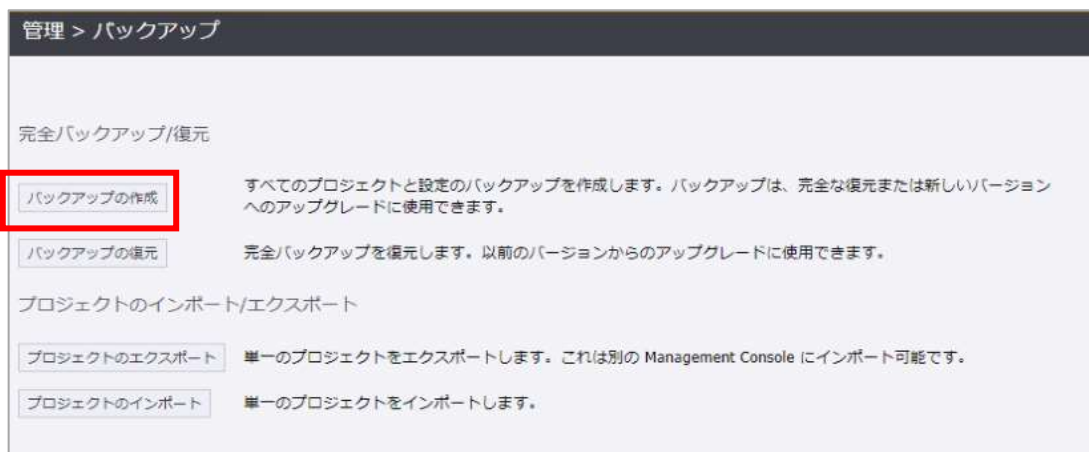 管理 > バックアップ
完全バックアップ/復元
バックアップの作成
すべてのプロジェクトと設定のバックアップを作成します。バックアップは、完全な復元または新しいバージョン
へのアップグレードに使用できます。
バックアップの復元
完全バックアップを復元します。以前のバージョンからのアップグレードに使用できます。
プロジェクトのインポート/エクスポート
プロジェクトのエクスポート
単一のプロジェクトをエクスポートします。これは別の Management Console にインポート可能です。
プロジェクトのインポート
単一のプロジェクトをインポートします。